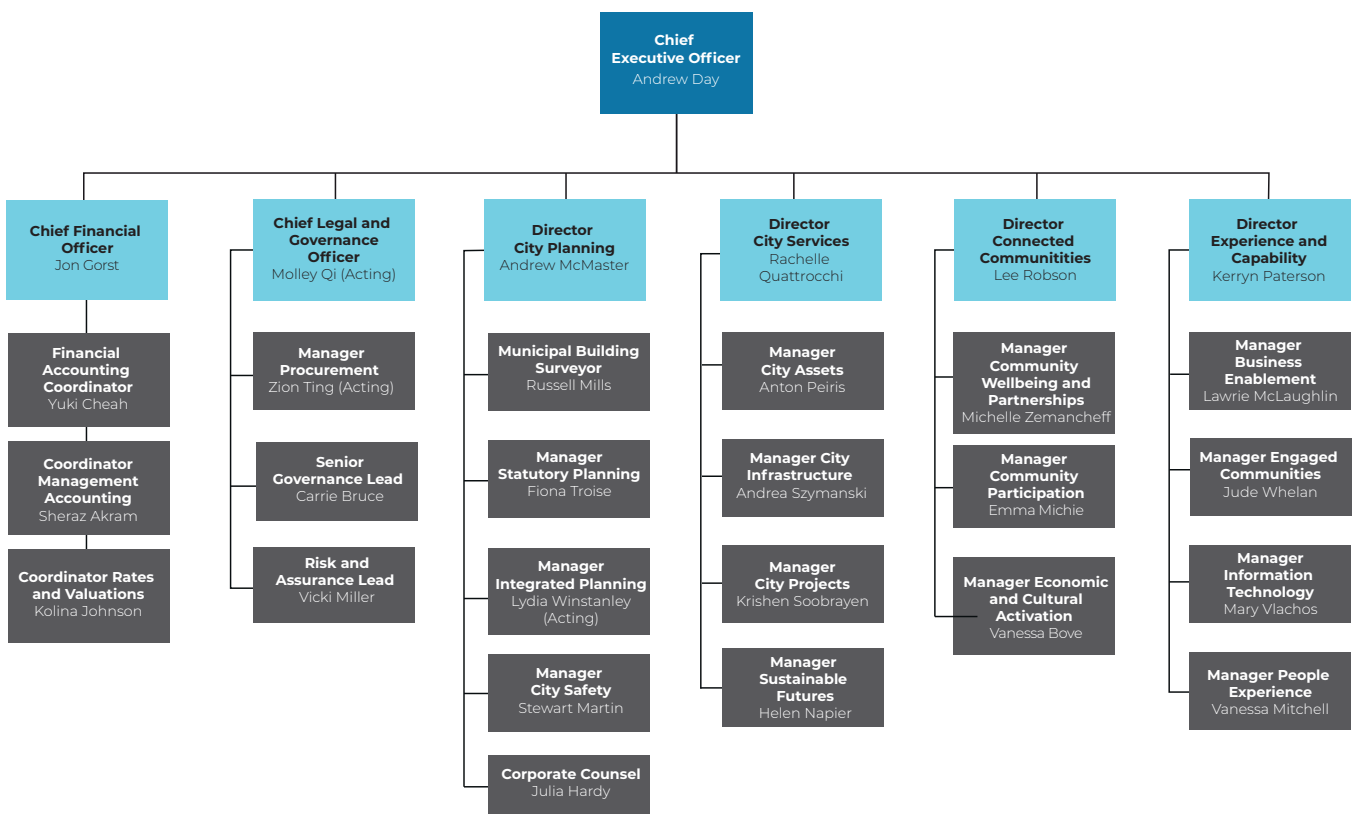 Chief
Executive Officer
Andrew Day
Chief Financial
Officer
Jon Gorst
Chief Legal and
Governance
Officer
Molley Qi (Acting)
Director
City Planning
Andrew McMaster
Director
City Services
Rachelle
Quattrocchi
Director
Connected
Communitities
Lee Robson
Director
Experience and
Capability
Kerryn Paterson
Financial
Accounting
Coordinator
Yuki Cheah
Coordinator
Management
Accounting
Sheraz Akram
Coordinator Rates
and Valuations
Kolina Johnson
Manager
Procurement
Zion Ting (Acting)
Senior
Governance Lead
Carrie Bruce
Risk and
Assurance Lead
Vicki Miller
Municipal Building
Surveyor
Russell Mills
Manager
Statutory Planning
Fiona Troise
Manager
Integrated Planning
Lydia Winstanley
(Acting)
Manager
City Safety
Stewart Martin
Corporate Counsel
Julia Hardy
Manager
City Assets
Anton Peiris
Manager City
Infrastructure
Andrea Szymanski
Manager
City Projects
Krishen Soobrayen
Manager
Sustainable
Futures
Helen Napier
Manager
Community
Wellbeing and
Partnerships
Michelle Zemancheff
Manager
Community
Participation
Emma Michie
Manager Economic
and Cultural
Activation
Vanessa Bove
Manager
Business
Enablement
Lawrie McLaughlin
Manager Engaged
Communities
Jude Whelan
Manager
Information
Technology
Mary Vlachos
Manager People
Experience
Vanessa Mitchell